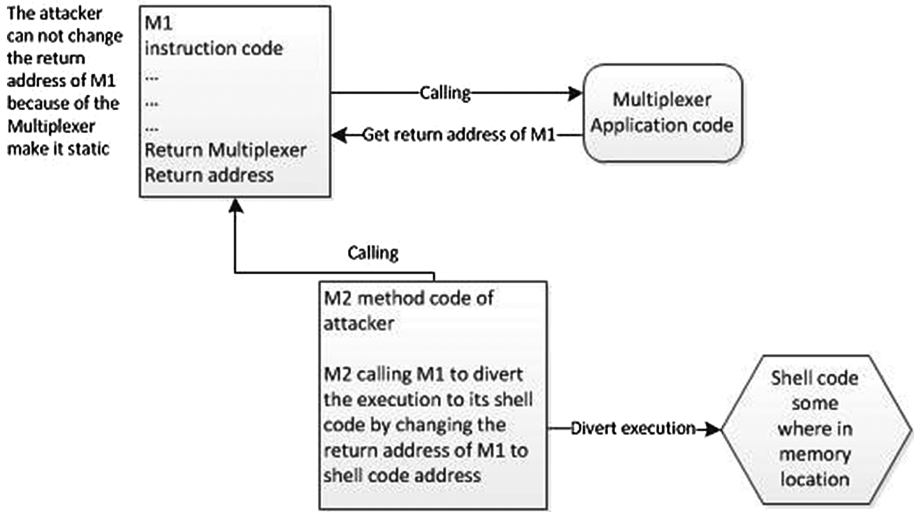 The attacker
can not change
the return
address of M1
because of the
Multiplexer
make it static
M1
instruction code
...
...
...
Return Multiplexer
Return address
Calling
Get return address of M1
Multiplexer
Application code
Calling
M2 method code of
attacker
M2 calling M1 to divert
the execution to its shell
code by changing the
return address of M1 to
shell code address
Divert execution
Shell code
some
where in
memory
location